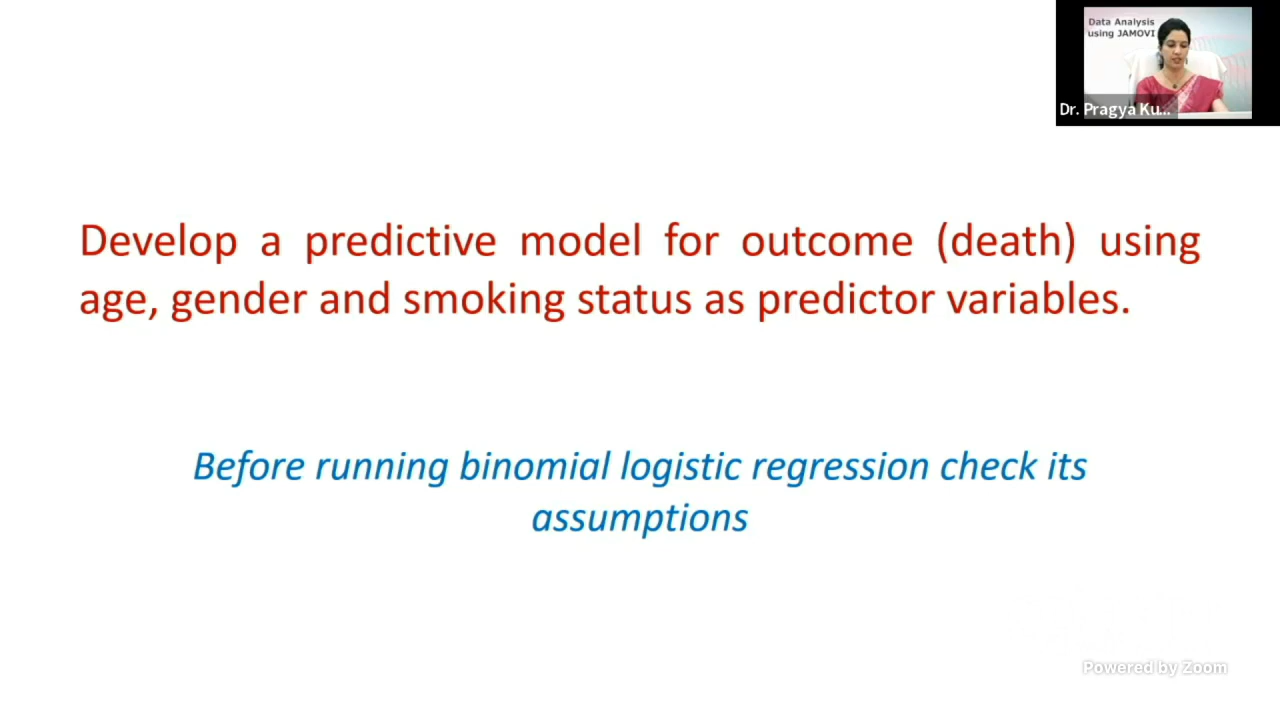 Data Analysis
using JAMOVI
Dr. Pragya Ku...
Develop a predictive model for outcome (death) using
age, gender and smoking status as predictor variables.
Before running binomial logistic regression check its
assumptions
Powered by Zoom